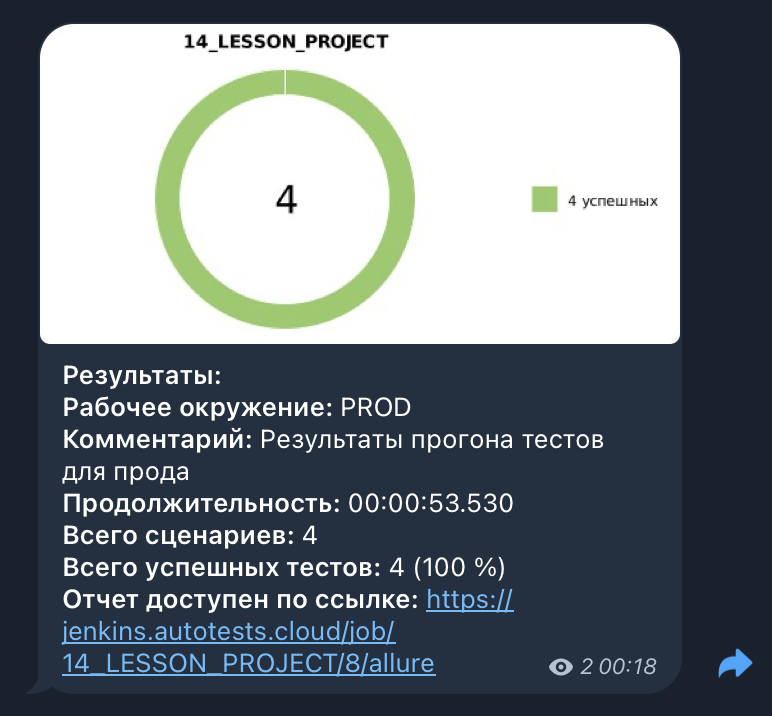 14_LESSON_PROJECT
4
4 успешных
Результаты:
Рабочее окружение: PROD
Комментарий: Результаты прогона тестов
для прода
Продолжительность: 00:00:53.530
Всего сценариев: 4
Всего успешных тестов: 4 (100 %)
Отчет доступен по ссылке: https://
jenkins.autotests.cloud/job/
14_LESSON_PROJECT/8/allure
2 00:18